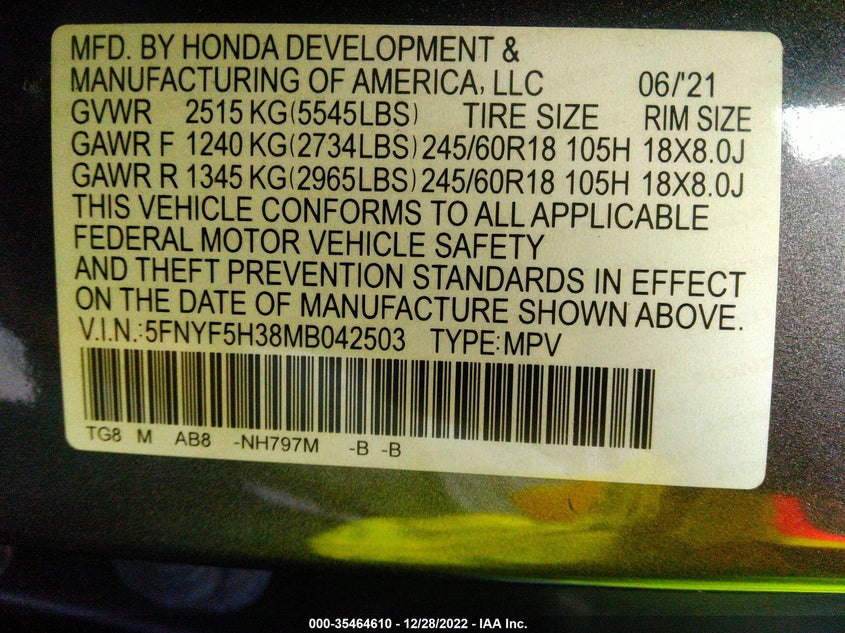 MFD. BY HONDA DEVELOPMENT &
MANUFACTURING OF AMERICA, LLC 06/'21
GVWR 2515 KG(5545LBS) TIRE SIZE RIM SIZE
GAWR F 1240 KG(2734LBS) 245/60R18 105H 18X8.0J
GAWR R 1345 KG(2965LBS) 245/60R18 105H 18X8.0J
THIS VEHICLE CONFORMS TO ALL APPLICABLE
FEDERAL MOTOR VEHICLE SAFETY
AND THEFT PREVENTION STANDARDS IN EFFECT
ON THE DATE OF MANUFACTURE SHOWN ABOVE.
V.I.N.:5FNYF5H38MB042503 TYPE:MPV
TG8 M AB8 -NH797M -B -B
000-35464610 - 12/28/2022 - IAA Inc.